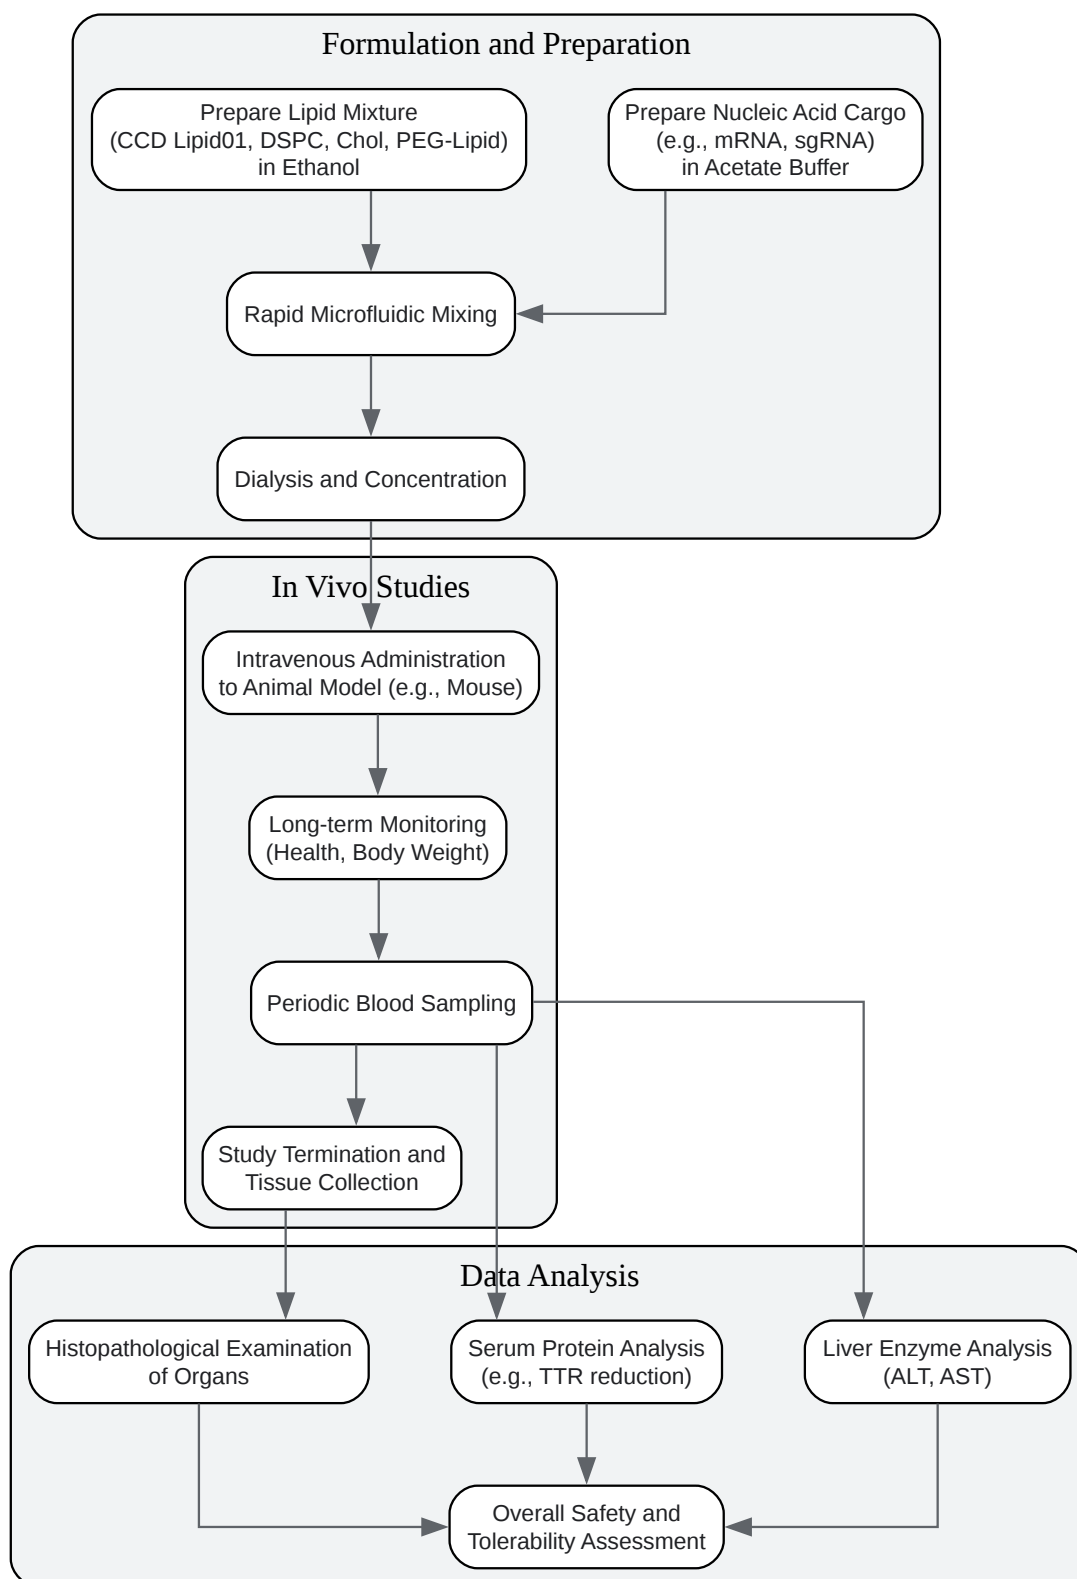 Formulation and Preparation
Prepare Lipid Mixture
(CCD Lipid01, DSPC, Chol, PEG-Lipid)
in Ethanol
Prepare Nucleic Acid Cargo
(e.g., mRNA, sgRNA)
in Acetate Buffer
Rapid Microfluidic Mixing
Dialysis and Concentration
In Vivo Studies
Intravenous Administration
to Animal Model (e.g., Mouse)
Long-term Monitoring
(Health, Body Weight)
Periodic Blood Sampling
Study Termination and
Tissue Collection
Data Analysis
Histopathological Examination
of Organs
Serum Protein Analysis
(e.g., TTR reduction)
Liver Enzyme Analysis
(ALT, AST)
Overall Safety and
Tolerability Assessment